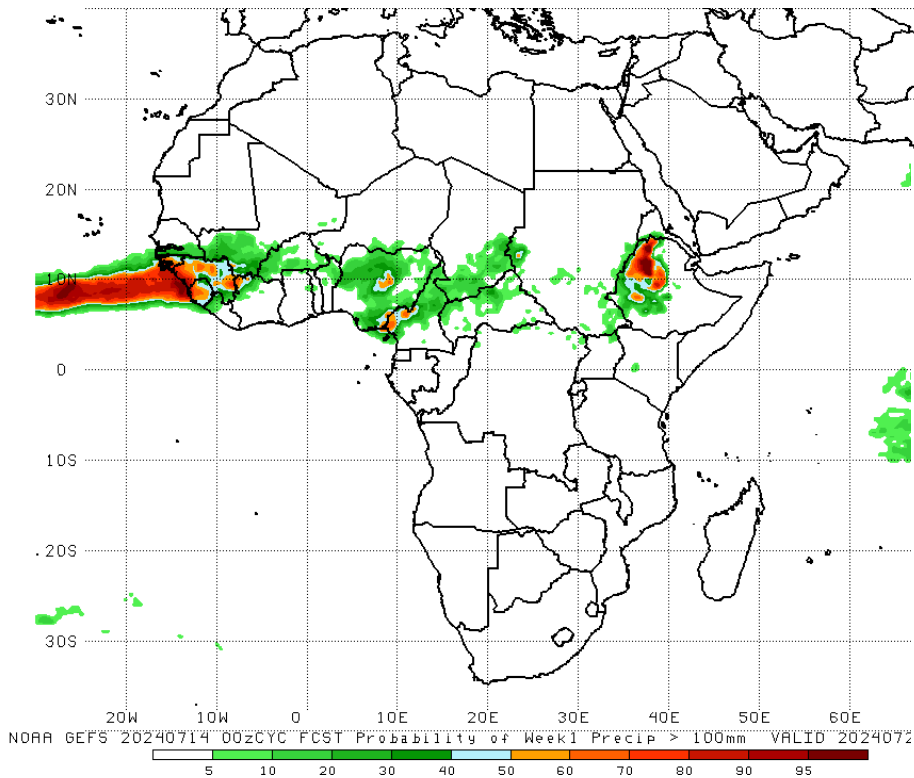 30N
20N
10N
0
10S
20S
30S
20W 10W 0 10E 20E 30E 40E 50E 60E
NOAA GEFS 20240714 00zCYC FCST Probability of Week1 Precip > 100mm VALID 2024072
5 10 20 30 40 50 60 70 80 90 95